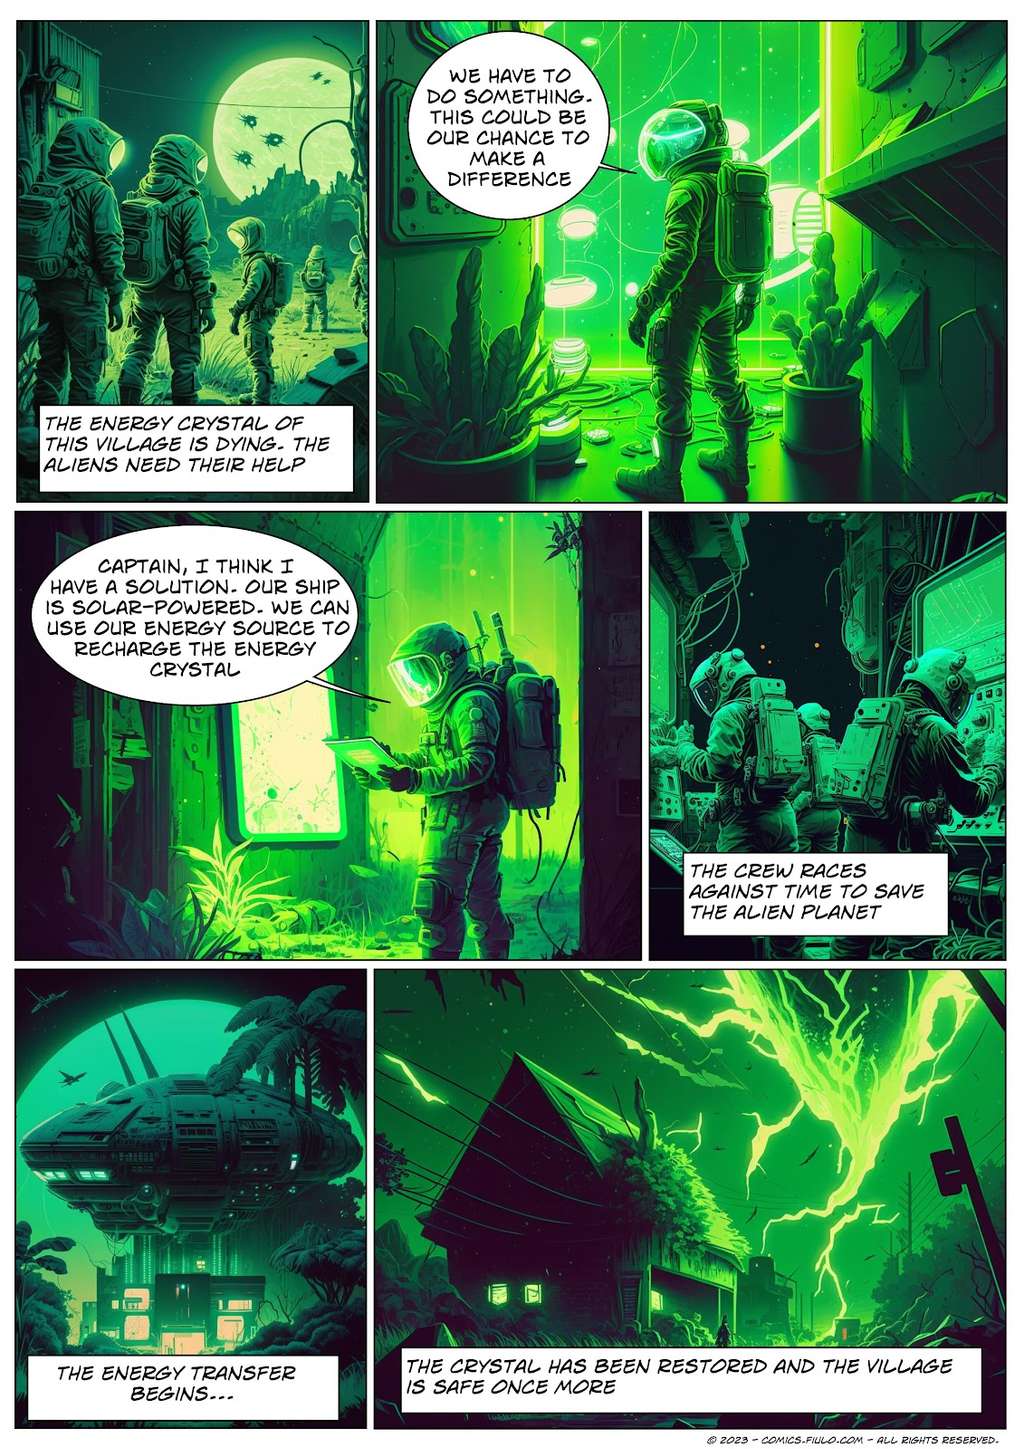 THE ENERGY CRYSTAL OF
THIS VILLAGE IS DYING. THE
ALIENS NEED THEIR HELP
WE HAVE TO
DO SOMETHING.
THIS COULD BE
OUR CHANCE TO
MAKE A
DIFFERENCE
CAPTAIN, I THINK I
HAVE A SOLUTION. OUR SHIP
IS SOLAR-POWERED. WE CAN
USE OUR ENERGY SOURCE TO
RECHARGE THE ENERGY
CRYSTAL
THE CREW RACES
AGAINST TIME TO SAVE
THE ALIEN PLANET
THE ENERGY TRANSFER
BEGINS...
THE CRYSTAL HAS BEEN RESTORED AND THE VILLAGE
IS SAFE ONCE MORE
© 2023 - COMICS.FIULO.COM - ALL RIGHTS RESERVED.